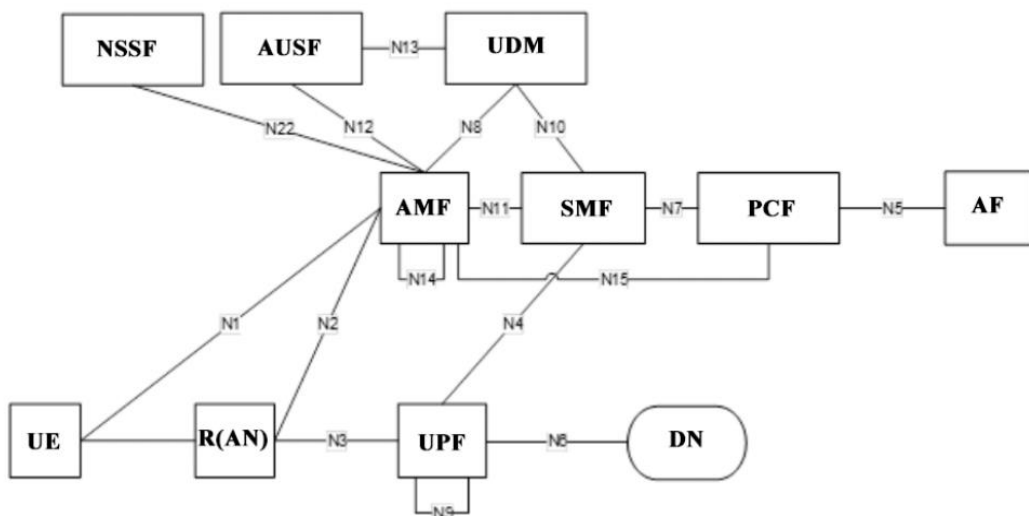 NSSF
AUSF
N13
UDM
N22
N12
N8
N10
AMF
N11
SMF
N7
PCF
N5
AF
N14
N15
N1
N2
N4
UE
R(AN)
N3
UPF
N6
DN
N9